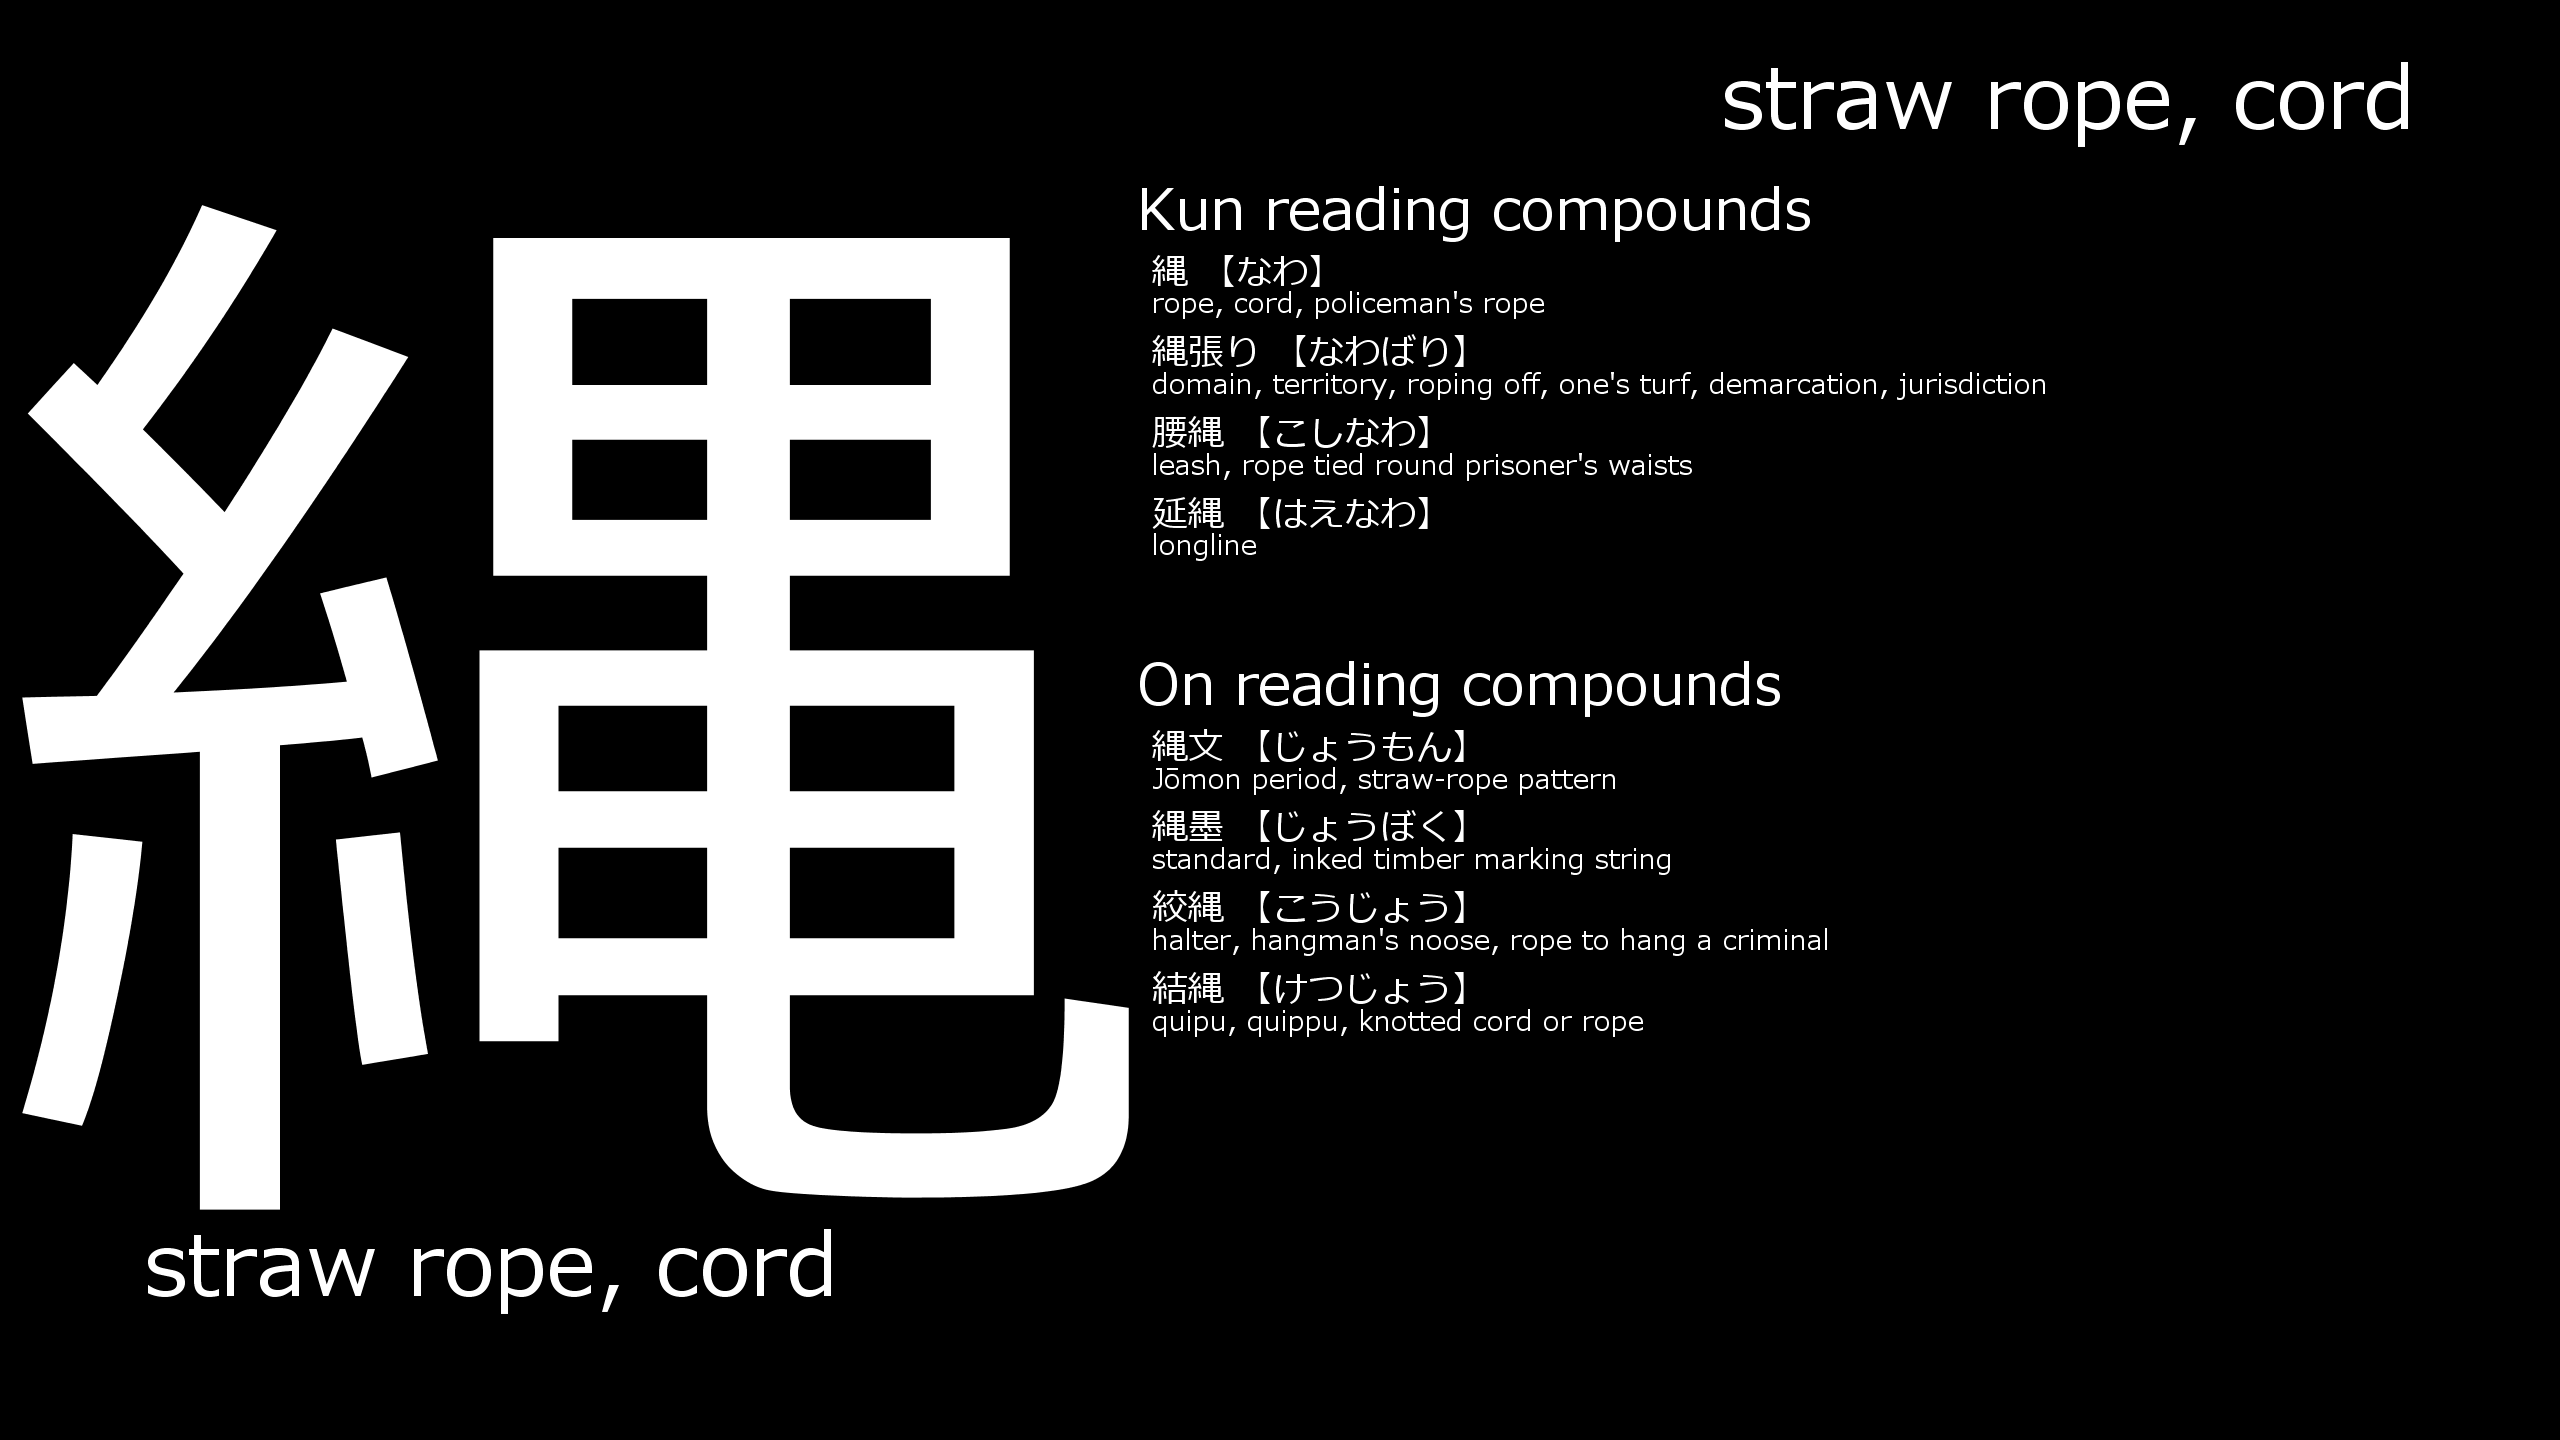 straw rope, cord
縄
straw rope, cord
Kun reading compounds
縄 【なわ】
rope, cord, policeman's rope
縄張り 【なわばり】
domain, territory, roping off, one's turf, demarcation, jurisdiction
腰縄 【こしなわ】
leash, rope tied round prisoner's waists
延縄 【はえなわ】
longline
On reading compounds
縄文 【じょうもん】
Jōmon period, straw-rope pattern
縄墨 【じょうぼく】
standard, inked timber marking string
絞縄 【こうじょう】
halter, hangman's noose, rope to hang a criminal
結縄 【けつじょう】
quipu, quippu, knotted cord or rope